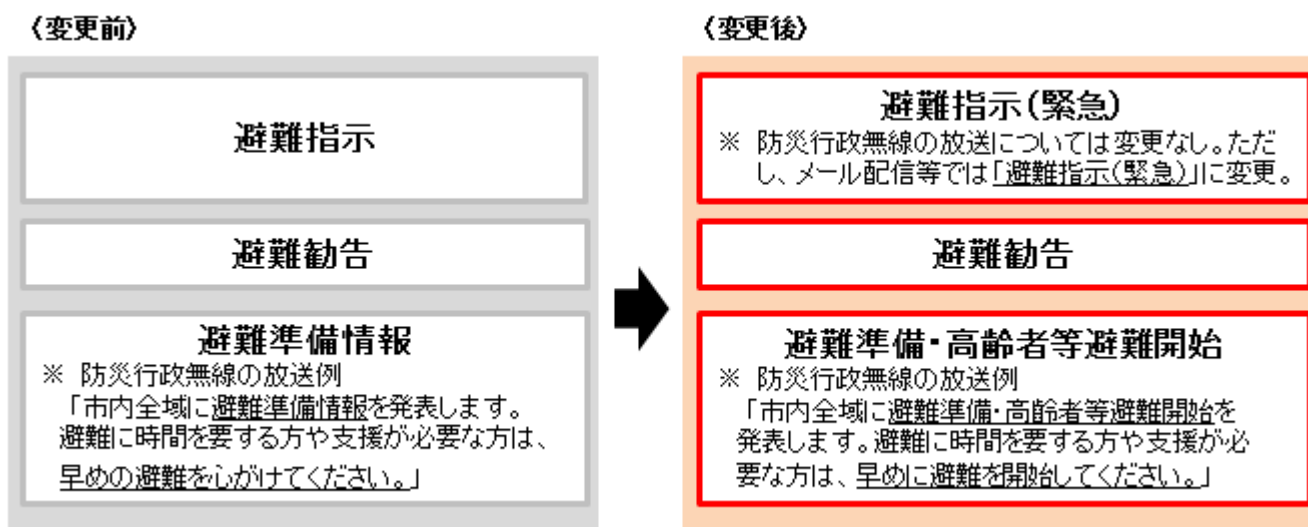 〈変更前〉
避難指示
避難勧告
避難準備情報
※ 防災行政無線の放送例
「市内全域に避難準備情報を発表します。
避難に時間を要する方や支援が必要な方は、
早めの避難を心がけてください。」
〈変更後〉
避難指示(緊急)
※ 防災行政無線の放送については変更なし。ただ
し、メール配信等では「避難指示(緊急)」に変更。
避難勧告
避難準備・高齢者等避難開始
※ 防災行政無線の放送例
「市内全域に避難準備・高齢者等避難開始を
発表します。避難に時間を要する方や支援が必
要な方は、早めに避難を開始してください。」